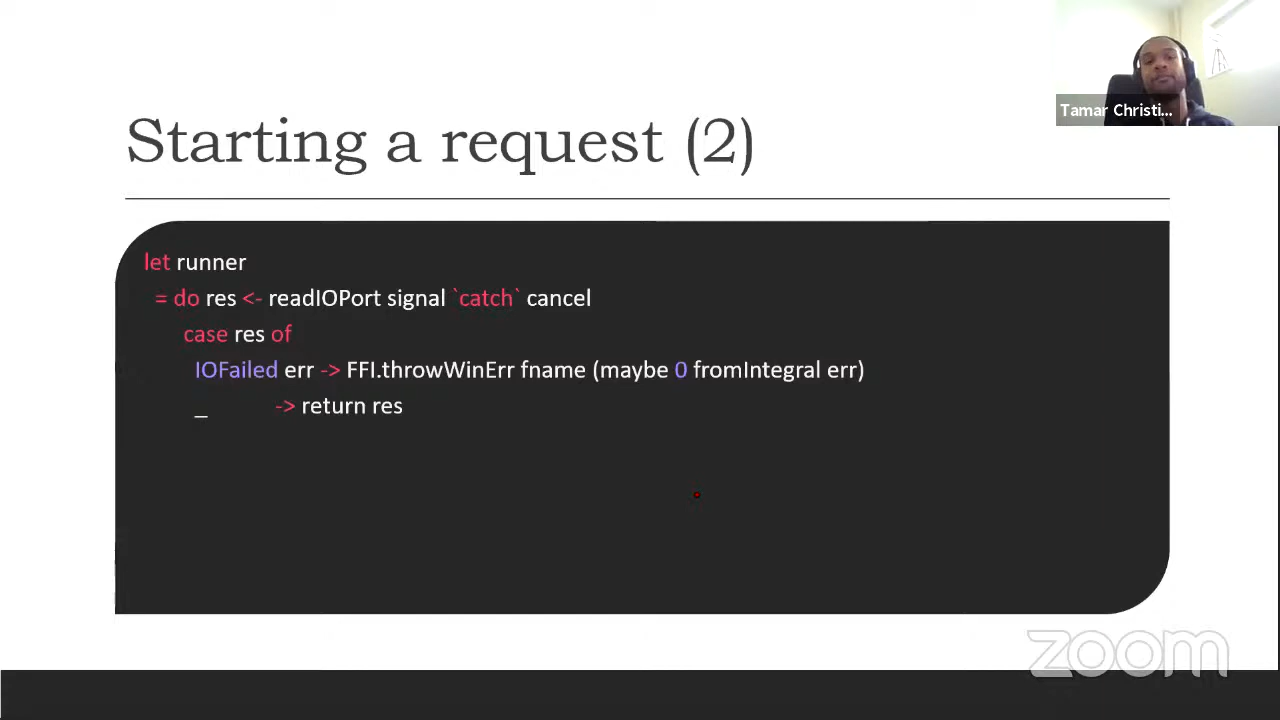 Tamar Christi...
Starting a request (2)
let runner
= do res <- readIOPort signal `catch` cancel
case res of
IOFailed err -> FFI.throwWinErr fname (maybe 0 fromIntegral err)
_ -> return res
zoom